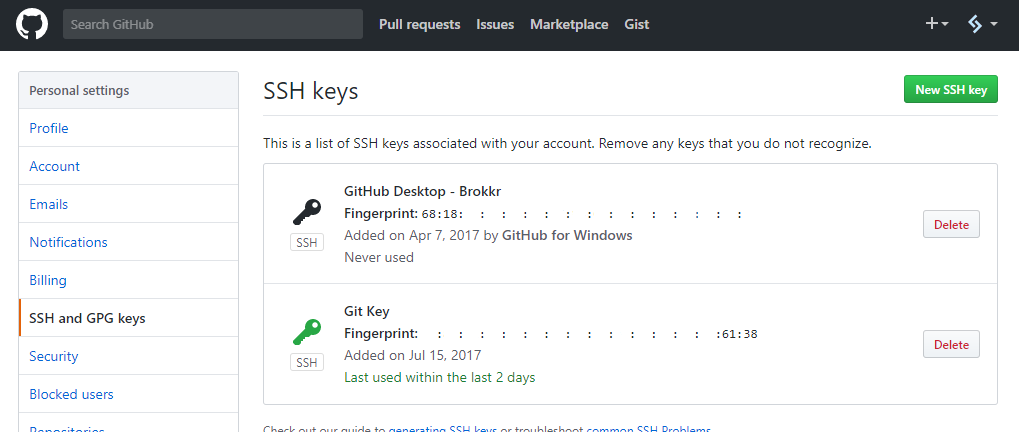 Search GitHub Pull requests Issues Marketplace Gist
Personal settings
Profile
Account
Emails
Notifications
Billing
SSH and GPG keys
Security
Blocked users
Repositories
SSH keys
New SSH key
This is a list of SSH keys associated with your account. Remove any keys that you do not recognize.
GitHub Desktop - Brokkr
Fingerprint: 68:18: : : : : : : : : : : : : :
Added on Apr 7, 2017 by GitHub for Windows
Never used
SSH
Delete
Git Key
Fingerprint: : : : : : : : : : : : : : :61:38
Added on Jul 15, 2017
Last used within the last 2 days
SSH
Delete
Check out our guide to generating SSH keys or troubleshoot common SSH Problems